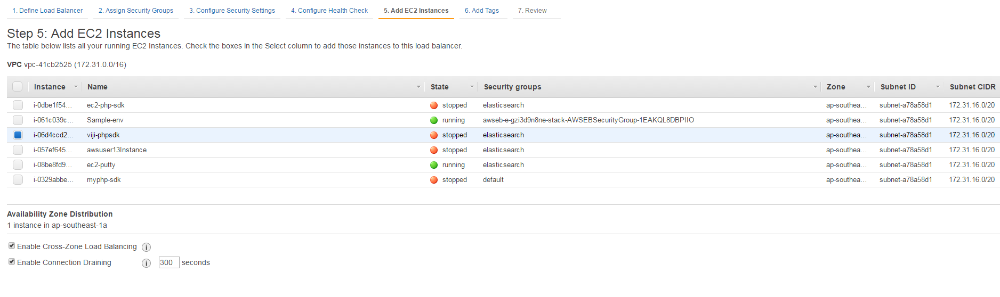 1. Define Load Balancer 2. Assign Security Groups 3. Configure Security Settings 4. Configure Health Check 5. Add EC2 Instances 6. Add Tags 7. Review
Step 5: Add EC2 Instances
The table below lists all your running EC2 Instances. Check the boxes in the Select column to add those instances to this load balancer.
VPC vpc-41cb2525 (172.31.0.0/16)
Instance Name State Security groups Zone Subnet ID Subnet CIDR
i-0dbe1f54... ec2-php-sdk stopped elasticsearch ap-southea... subnet-a78a58d1 172.31.16.0/20
i-061c039c... Sample-env running awseb-e-gzi3d9n8ne-stack-AWSEBSecurityGroup-1EAKQL8DBPIIO ap-southea... subnet-a78a58d1 172.31.16.0/20
i-06d4ccd2... viji-phpsdk stopped elasticsearch ap-southea... subnet-a78a58d1 172.31.16.0/20
i-057ef645... awsuser13Instance stopped elasticsearch ap-southea... subnet-a78a58d1 172.31.16.0/20
i-08be8fd9... ec2-putty running elasticsearch ap-southea... subnet-a78a58d1 172.31.16.0/20
i-0329abbe... myphp-sdk stopped default ap-southea... subnet-a78a58d1 172.31.16.0/20
Availability Zone Distribution
1 instance in ap-southeast-1a
Enable Cross-Zone Load Balancing i
Enable Connection Draining i 300 seconds